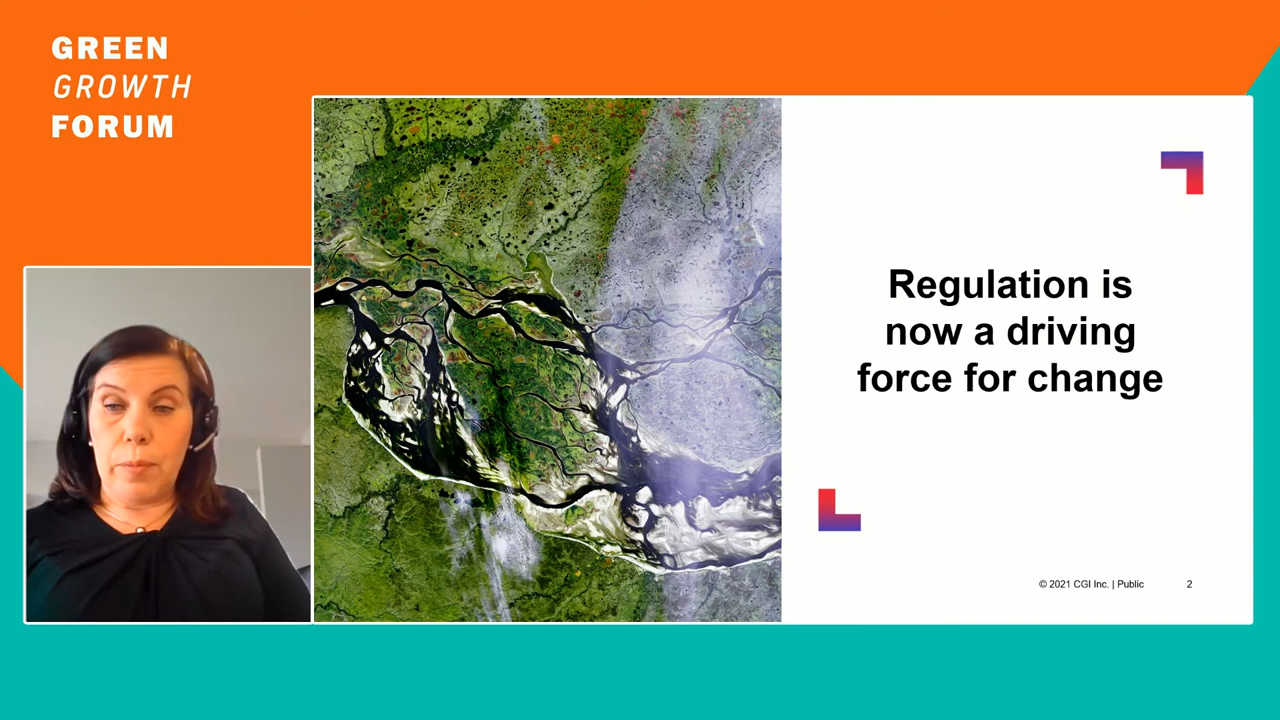 GREEN
GROWTH
FORUM
Regulation is
now a driving
force for change
© 2021 CGI Inc. | Public
2